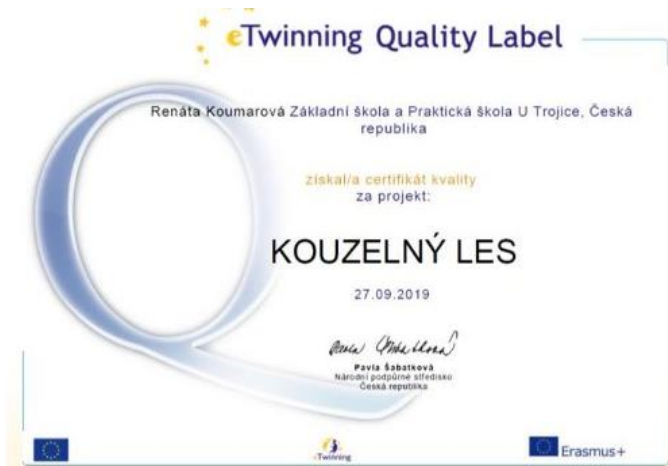 eTwinning Quality Label
Renáta Koumarová Základní škola a Praktická škola U Trojice, Česká
republika
získal/a certifikát kvality
za projekt:
KOUZELNÝ LES
27.09.2019
Pavla Šabatková
Národní podpůrné středisko
Česká republika
eTwinning
Erasmus+